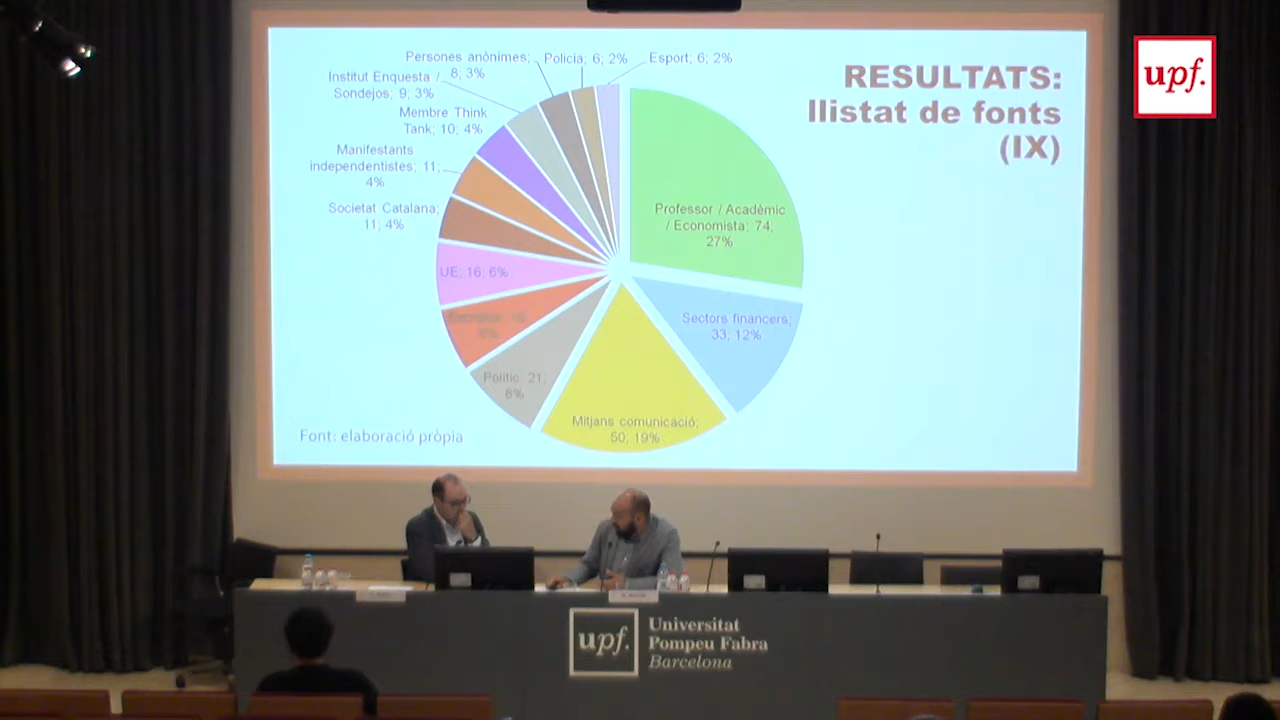 RESULTATS:
llistat de fonts
(IX)
upf.
Persones anònimes;
8; 3%
Policia; 6; 2%
Esport; 6; 2%
Institut Enquesta /
Sondejos; 9; 3%
Membre Think
Tank; 10; 4%
Manifestants
independentistes; 11;
4%
Societat Catalana;
11; 4%
UE; 16; 6%
Polític; 21;
8%
Mitjans comunicació;
50; 19%
Sectors financers;
33; 12%
Professor / Acadèmic
/ Economista; 74;
27%
Font: elaboració pròpia
upf.
Universitat
Pompeu Fabra
Barcelona